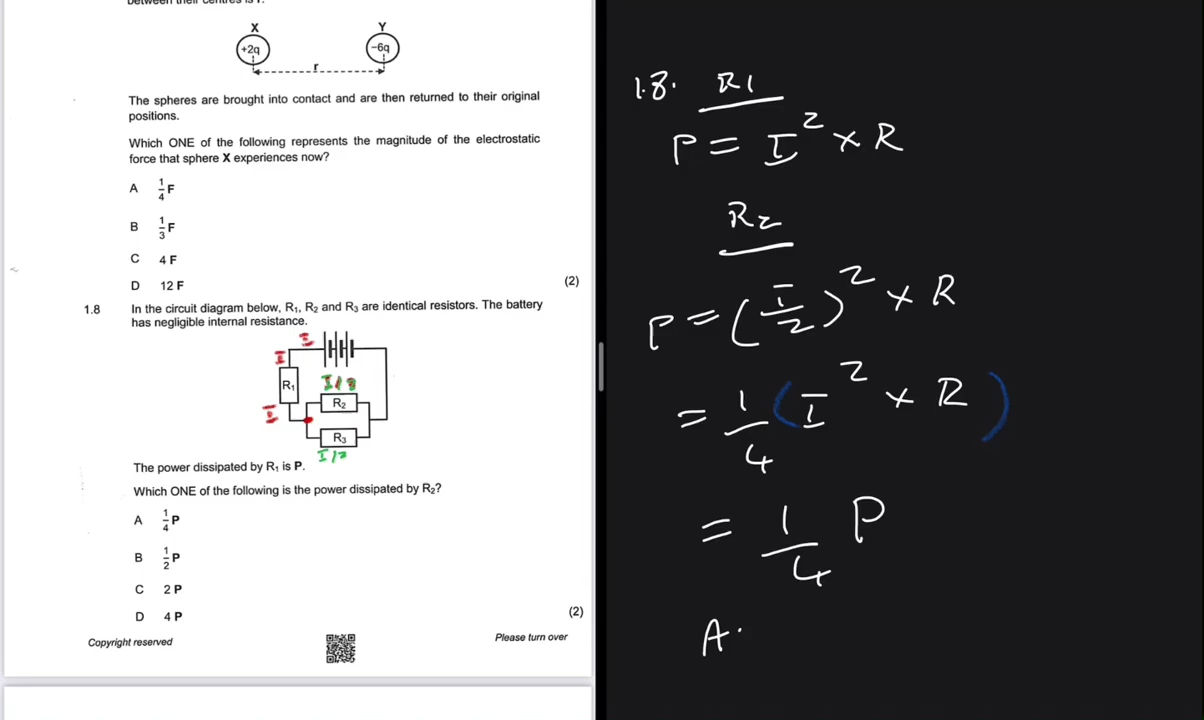 X
Y
+2q
-6q
r
The spheres are brought into contact and are then returned to their original
positions.
Which ONE of the following represents the magnitude of the electrostatic
force that sphere X experiences now?
A 1/4 F
B 1/3 F
C 4 F
D 12 F
(2)
1.8 In the circuit diagram below, R₁, R₂ and R₃ are identical resistors. The battery
has negligible internal resistance.
I
I
R₁
R₂
I
R₃
I/2
The power dissipated by R₁ is P.
Which ONE of the following is the power dissipated by R₂?
A 1/4 P
B 1/2 P
C 2 P
D 4 P
(2)
Copyright reserved
Please turn over
1.8. R1
P = I² × R
R2
P = (I/2)² × R
= 1/4 (I² × R)
= 1/4 P
A.